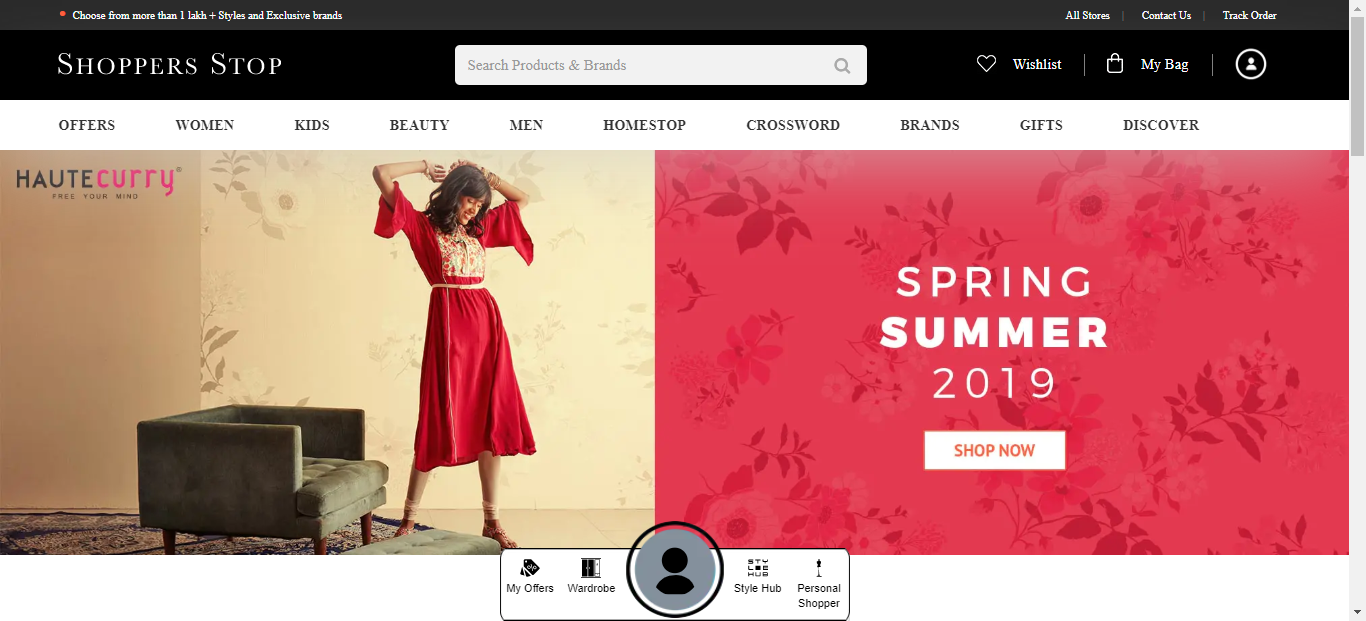 Choose from more than 1 lakh + Styles and Exclusive brands
All Stores | Contact Us | Track Order
SHOPPERS STOP
Search Products & Brands
Wishlist
My Bag
OFFERS
WOMEN
KIDS
BEAUTY
MEN
HOMESTOP
CROSSWORD
BRANDS
GIFTS
DISCOVER
HAUTEcurry®
FREE YOUR MIND
SPRING
SUMMER
2019
SHOP NOW
My Offers
Wardrobe
STY
LE
HUB
Style Hub
Personal
Shopper